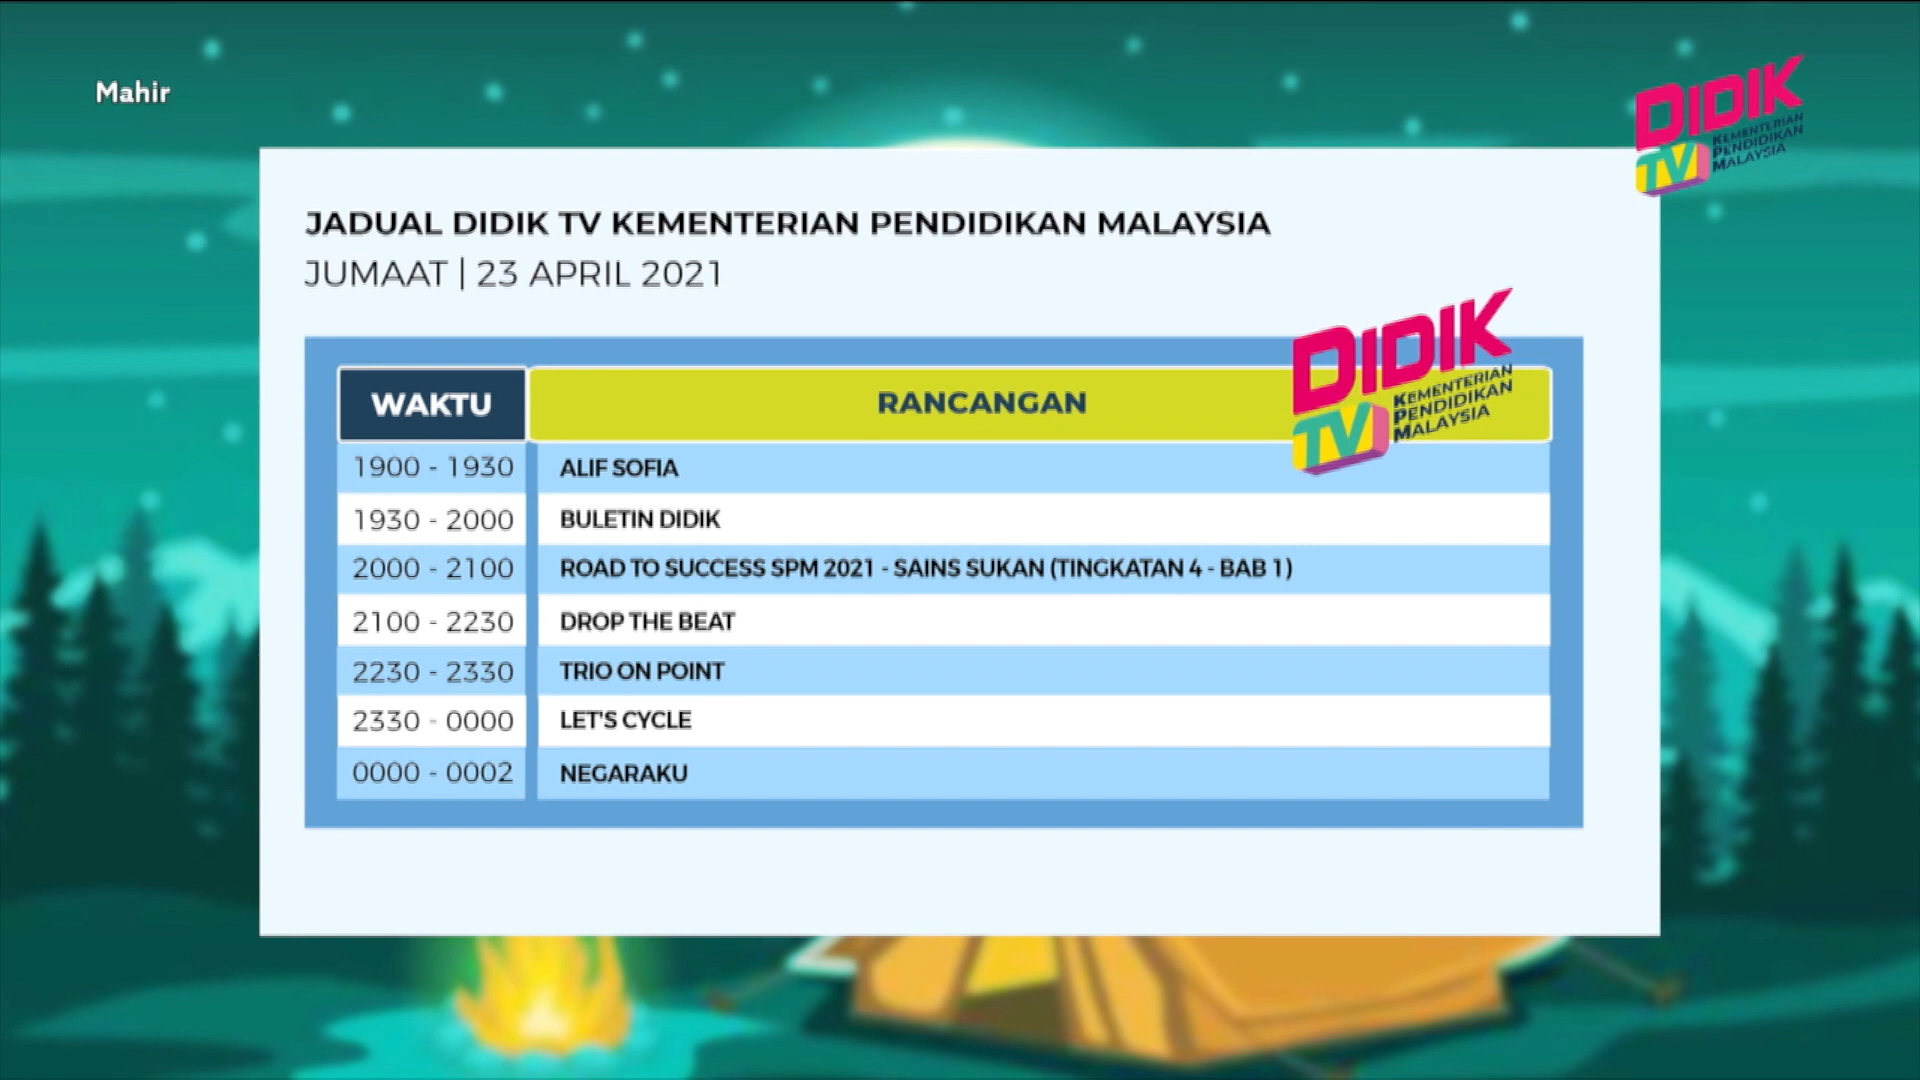 Mahir
DIDIK
TV
KEMENTERIAN
PENDIDIKAN
MALAYSIA
JADUAL DIDIK TV KEMENTERIAN PENDIDIKAN MALAYSIA
JUMAAT | 23 APRIL 2021
DIDIK
TV
KEMENTERIAN
PENDIDIKAN
MALAYSIA
WAKTU RANCANGAN
1900 - 1930 ALIF SOFIA
1930 - 2000 BULETIN DIDIK
2000 - 2100 ROAD TO SUCCESS SPM 2021 - SAINS SUKAN (TINGKATAN 4 - BAB 1)
2100 - 2230 DROP THE BEAT
2230 - 2330 TRIO ON POINT
2330 - 0000 LET'S CYCLE
0000 - 0002 NEGARAKU